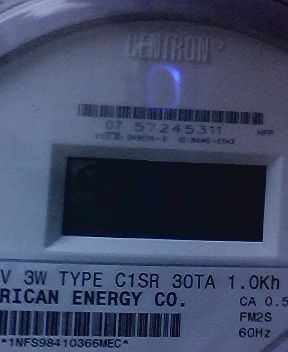 CENTRON
07 57245311
V 3W TYPE C1SR 30TA 1.0Kh
RICAN ENERGY CO.
CA 0.5
FM2S
60Hz
*1NFS98410366MEC*